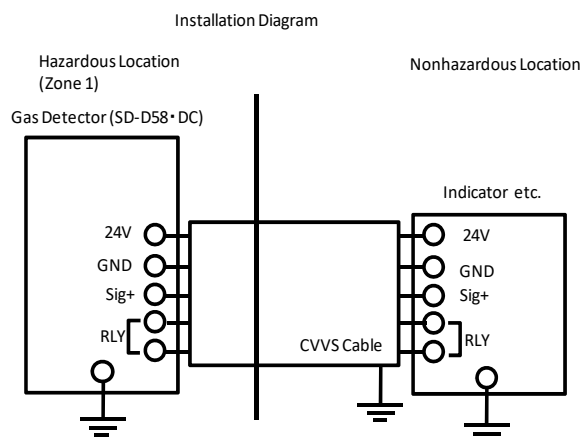 Installation Diagram
Hazardous Location
(Zone 1)
Nonhazardous Location
Gas Detector (SD-D58・DC)
Indicator etc.
24V
GND
Sig+
RLY
CVVS Cable
24V
GND
Sig+
RLY